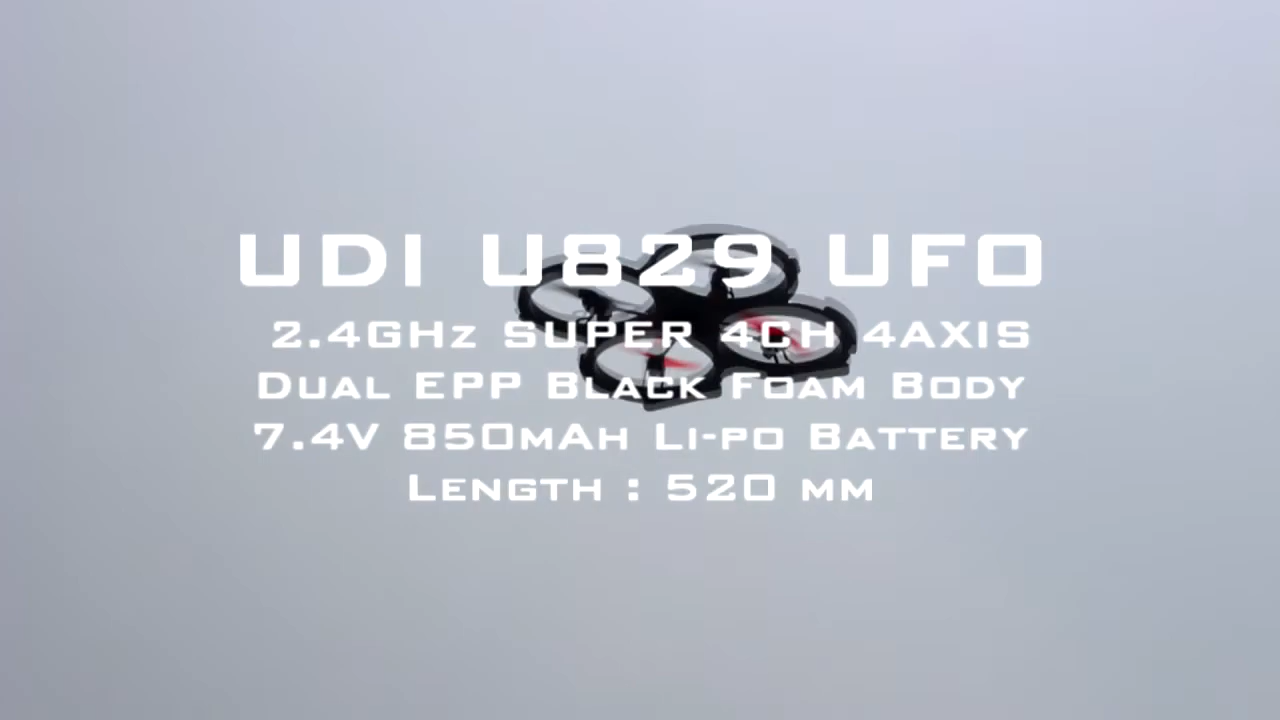 UDI U829 UFO
2.4GHz SUPER 4CH 4AXIS
Dual EPP Black Foam Body
7.4V 850mAh Li-po Battery
Length : 520 mm